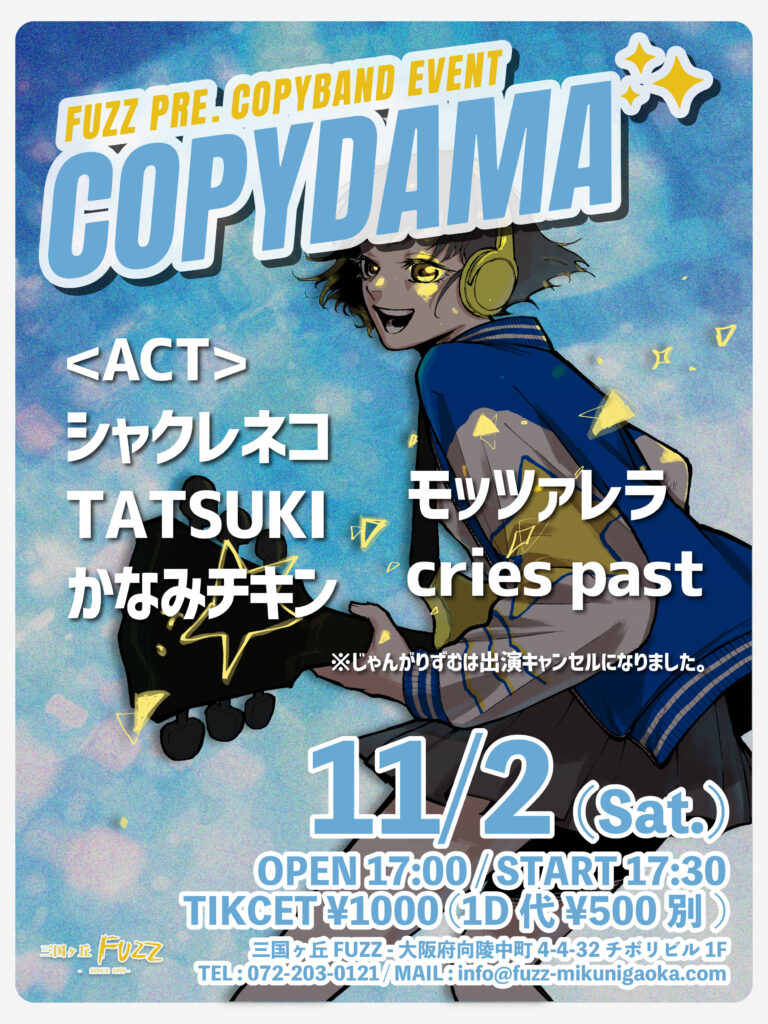 FUZZ PRE. COPYBAND EVENT
COPYDAMA
<ACT>
シャクレネコ
TATSUKI
かなみチキン
モッツァレラ
cries past
※じゃんがりずむは出演キャンセルになりました。
11/2 (Sat.)
OPEN 17:00 / START 17:30
TIKCET ¥1000 (1D 代 ¥500 別 )
三国ヶ丘 FUZZ - 大阪府向陵中町 4-4-32 チポリビル 1F
TEL : 072-203-0121 / MAIL : info@fuzz-mikunigaoka.com
三国ヶ丘 FUZZ